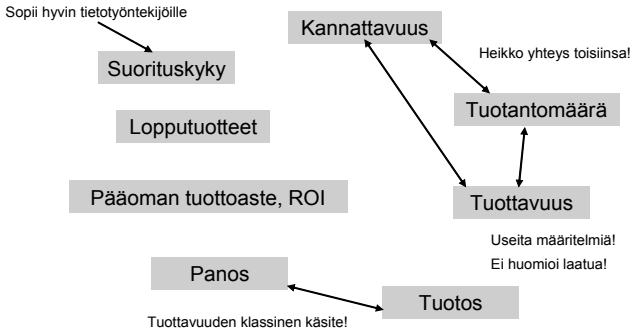 Sopii hyvin tietotyöntekijöille
Kannattavuus
Heikko yhteys toisiinsa!
Suorituskyky
Tuotantomäärä
Lopputuotteet
Pääoman tuottoaste, ROI
Tuottavuus
Useita määritelmiä!
Ei huomioi laatua!
Panos
Tuotos
Tuottavuuden klassinen käsite!